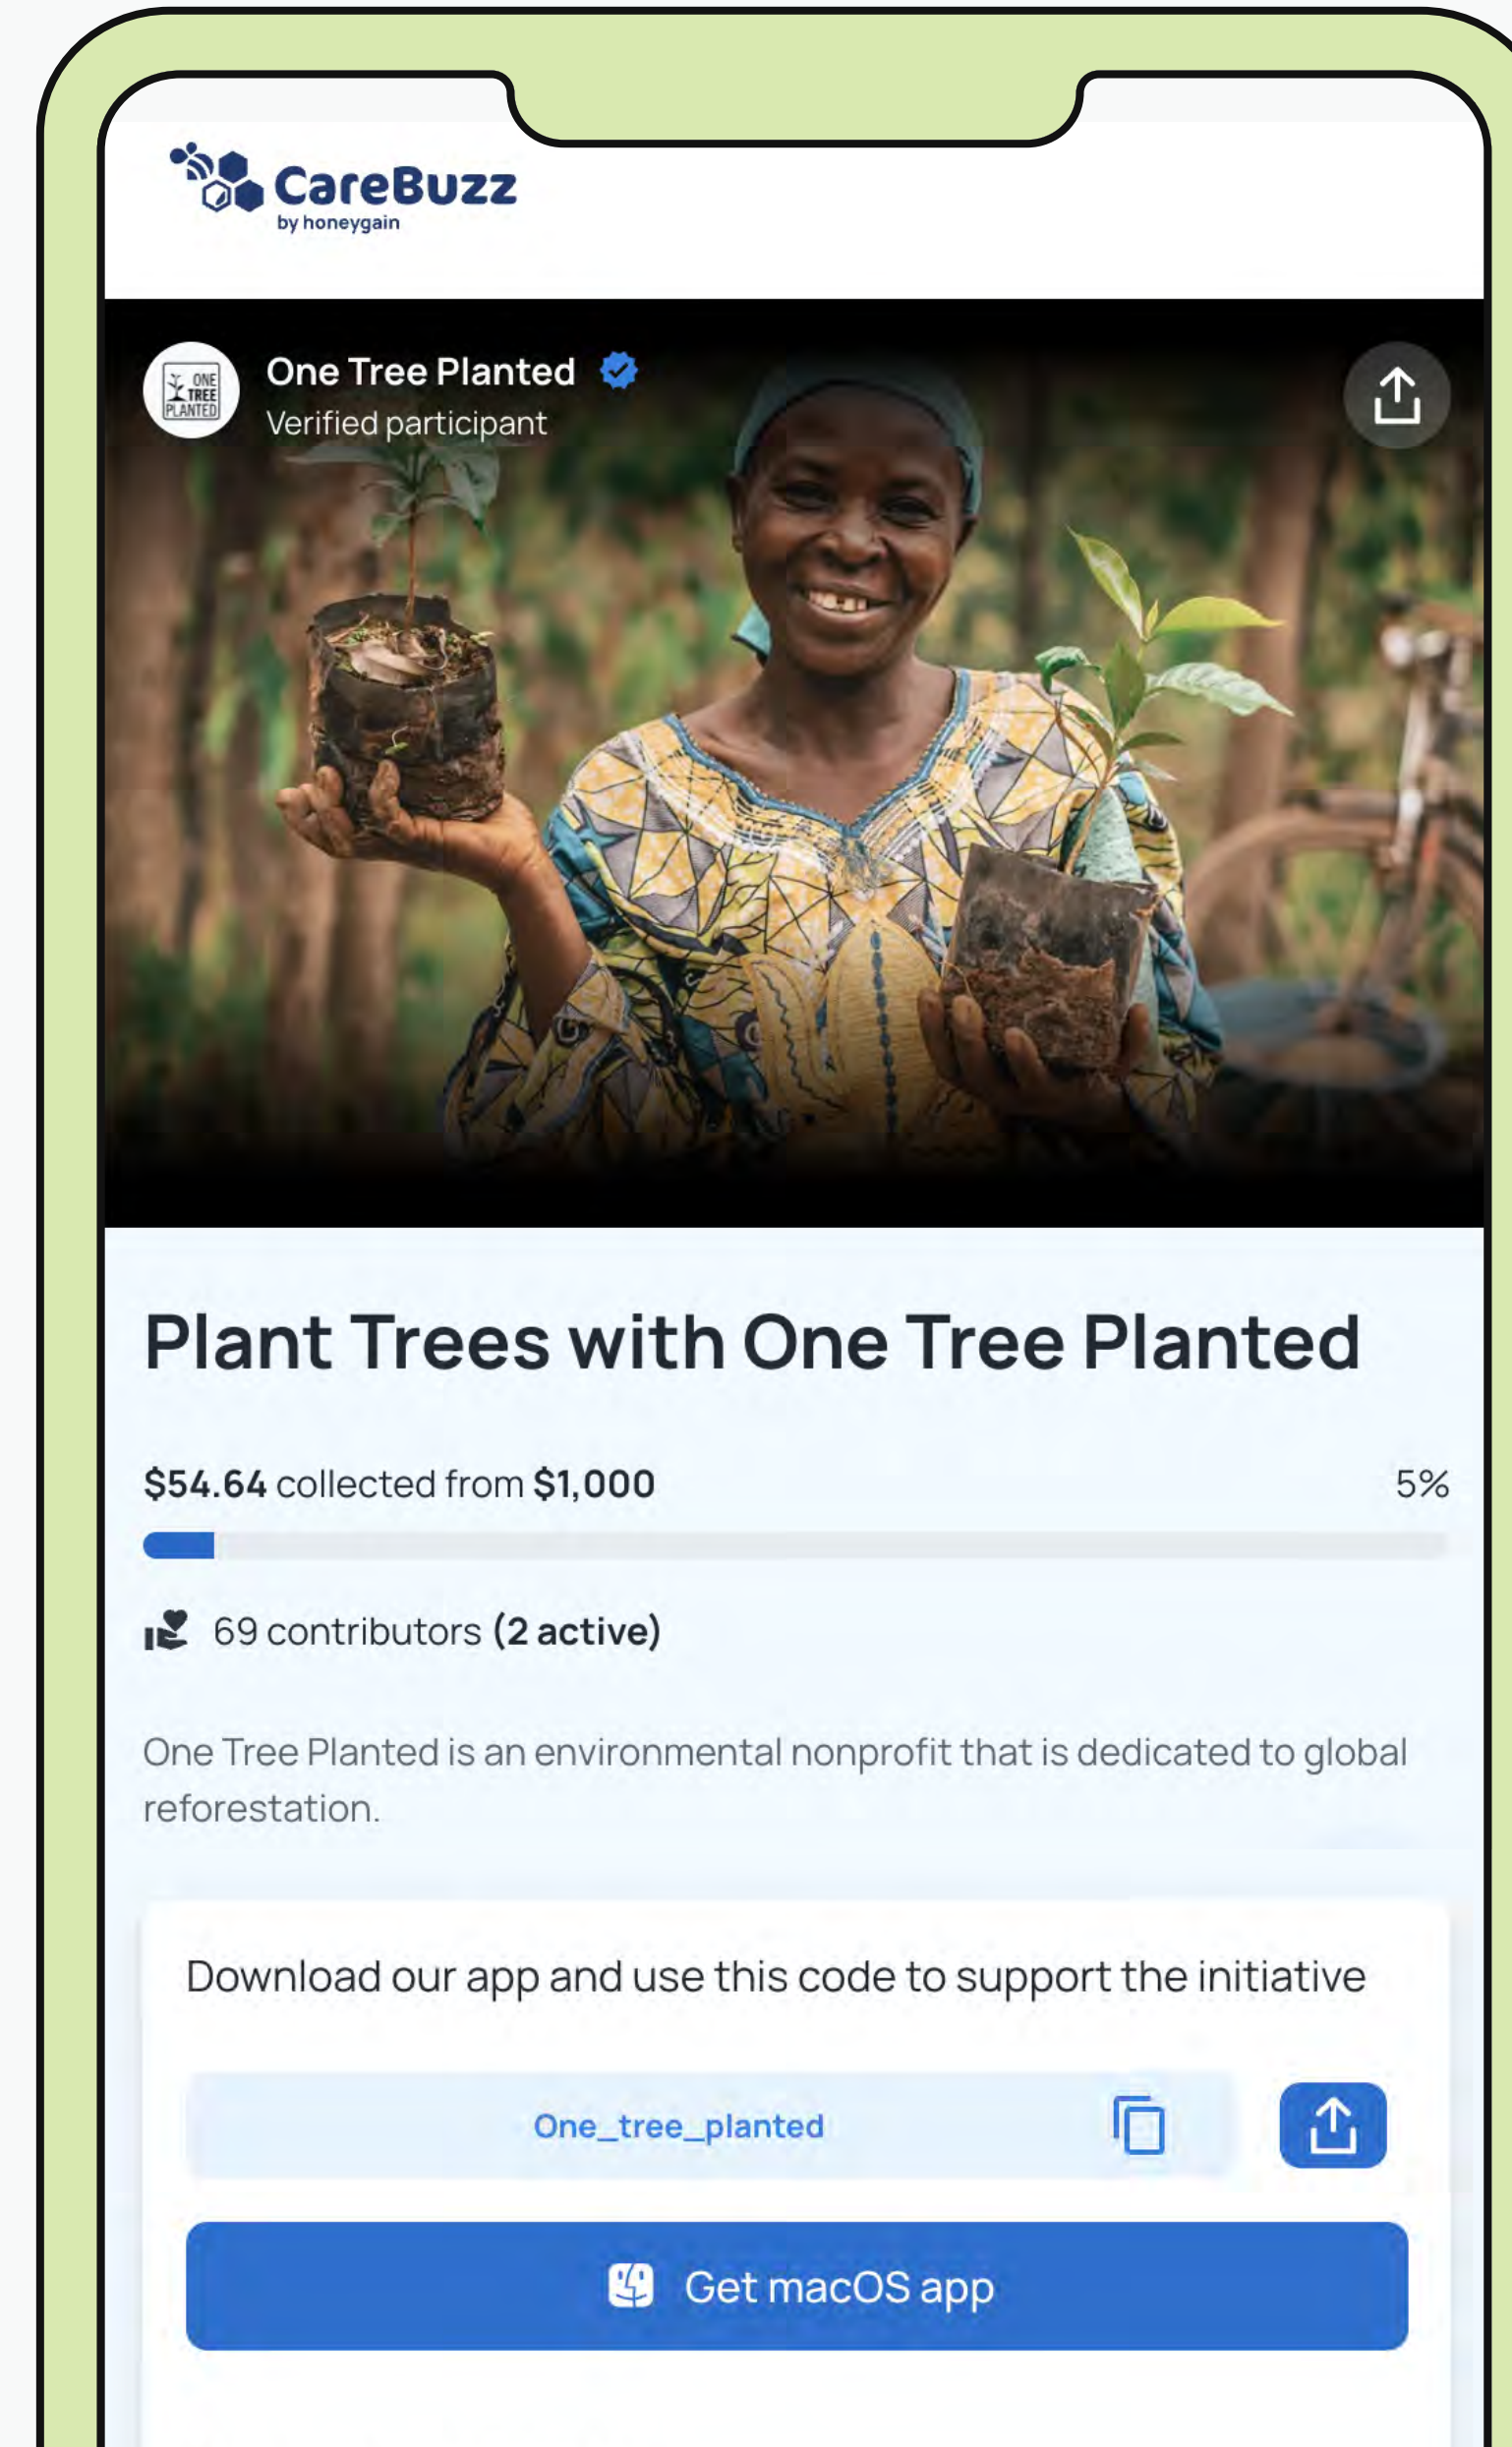 CareBuzz
by honeygain
ONE
TREE
PLANTED
One Tree Planted
Verified participant
Plant Trees with One Tree Planted
$54.64 collected from $1,000
5%
69 contributors (2 active)
One Tree Planted is an environmental nonprofit that is dedicated to global
reforestation.
Download our app and use this code to support the initiative
One_tree_planted
Get macOS app